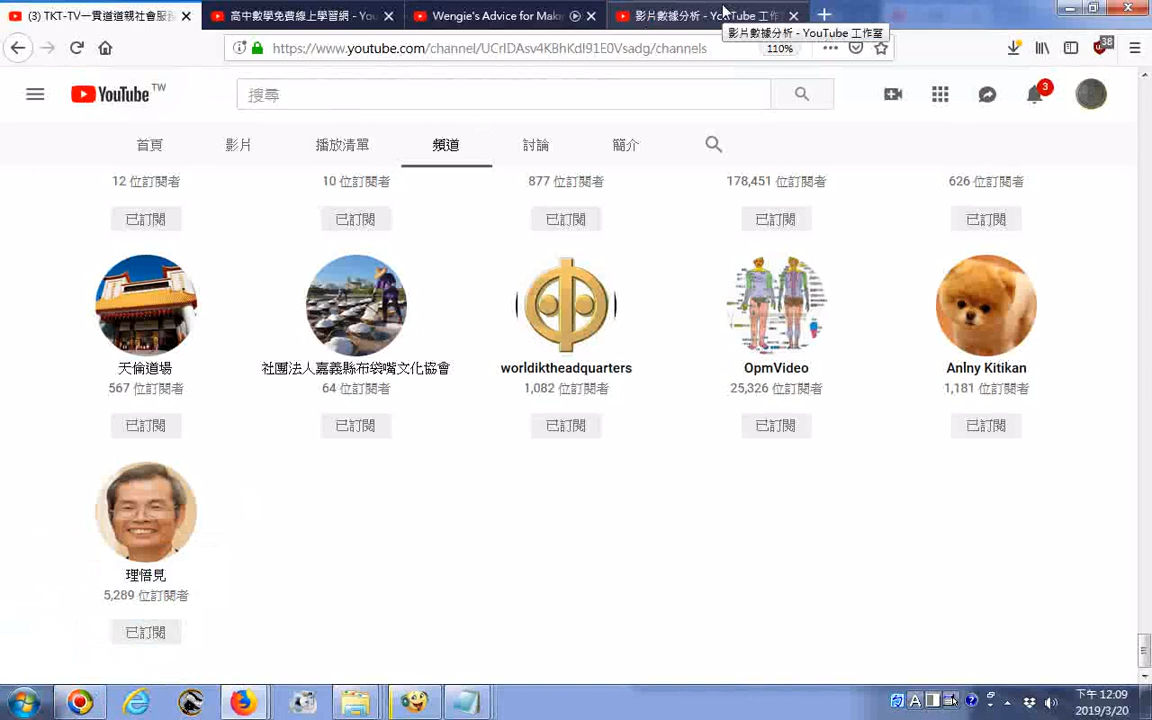 (3) TKT-TV一貫道道親社會服務
高中數學免費線上學習網 - You
Wengie's Advice for Makin
影片數據分析 - YouTube 工作
影片數據分析 - YouTube 工作室
https://www.youtube.com/channel/UCrIDAsv4KBhKdI91E0Vsadg/channels
110%
38
YouTube TW
搜尋
3
首頁
影片
播放清單
頻道
討論
簡介
12 位訂閱者
10 位訂閱者
877 位訂閱者
178,451 位訂閱者
626 位訂閱者
已訂閱
已訂閱
已訂閱
已訂閱
已訂閱
天倫道場
社團法人嘉義縣布袋嘴文化協會
worldiktheadquarters
OpmVideo
Anlny Kitikan
567 位訂閱者
64 位訂閱者
1,082 位訂閱者
25,326 位訂閱者
1,181 位訂閱者
已訂閱
已訂閱
已訂閱
已訂閱
已訂閱
理悟見
5,289 位訂閱者
已訂閱
下午 12:09
2019/3/20